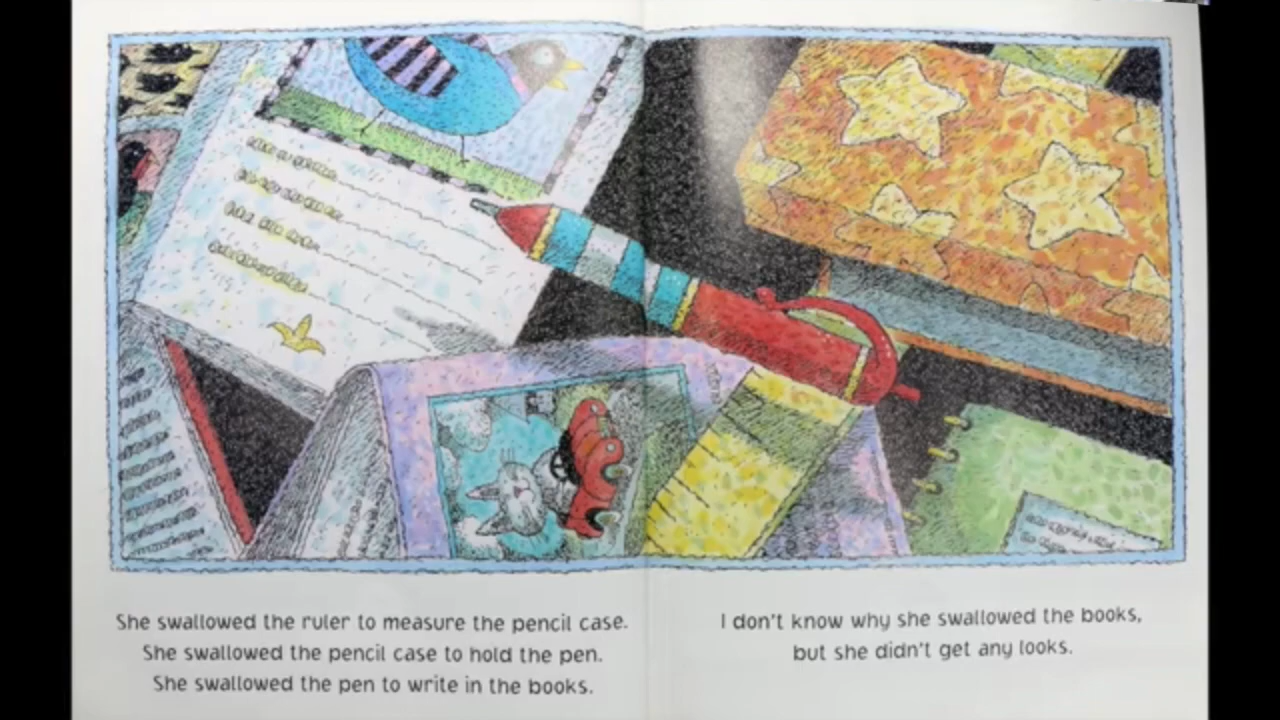 She swallowed the ruler to measure the pencil case.
She swallowed the pencil case to hold the pen.
She swallowed the pen to write in the books.
I don't know why she swallowed the books,
but she didn't get any looks.